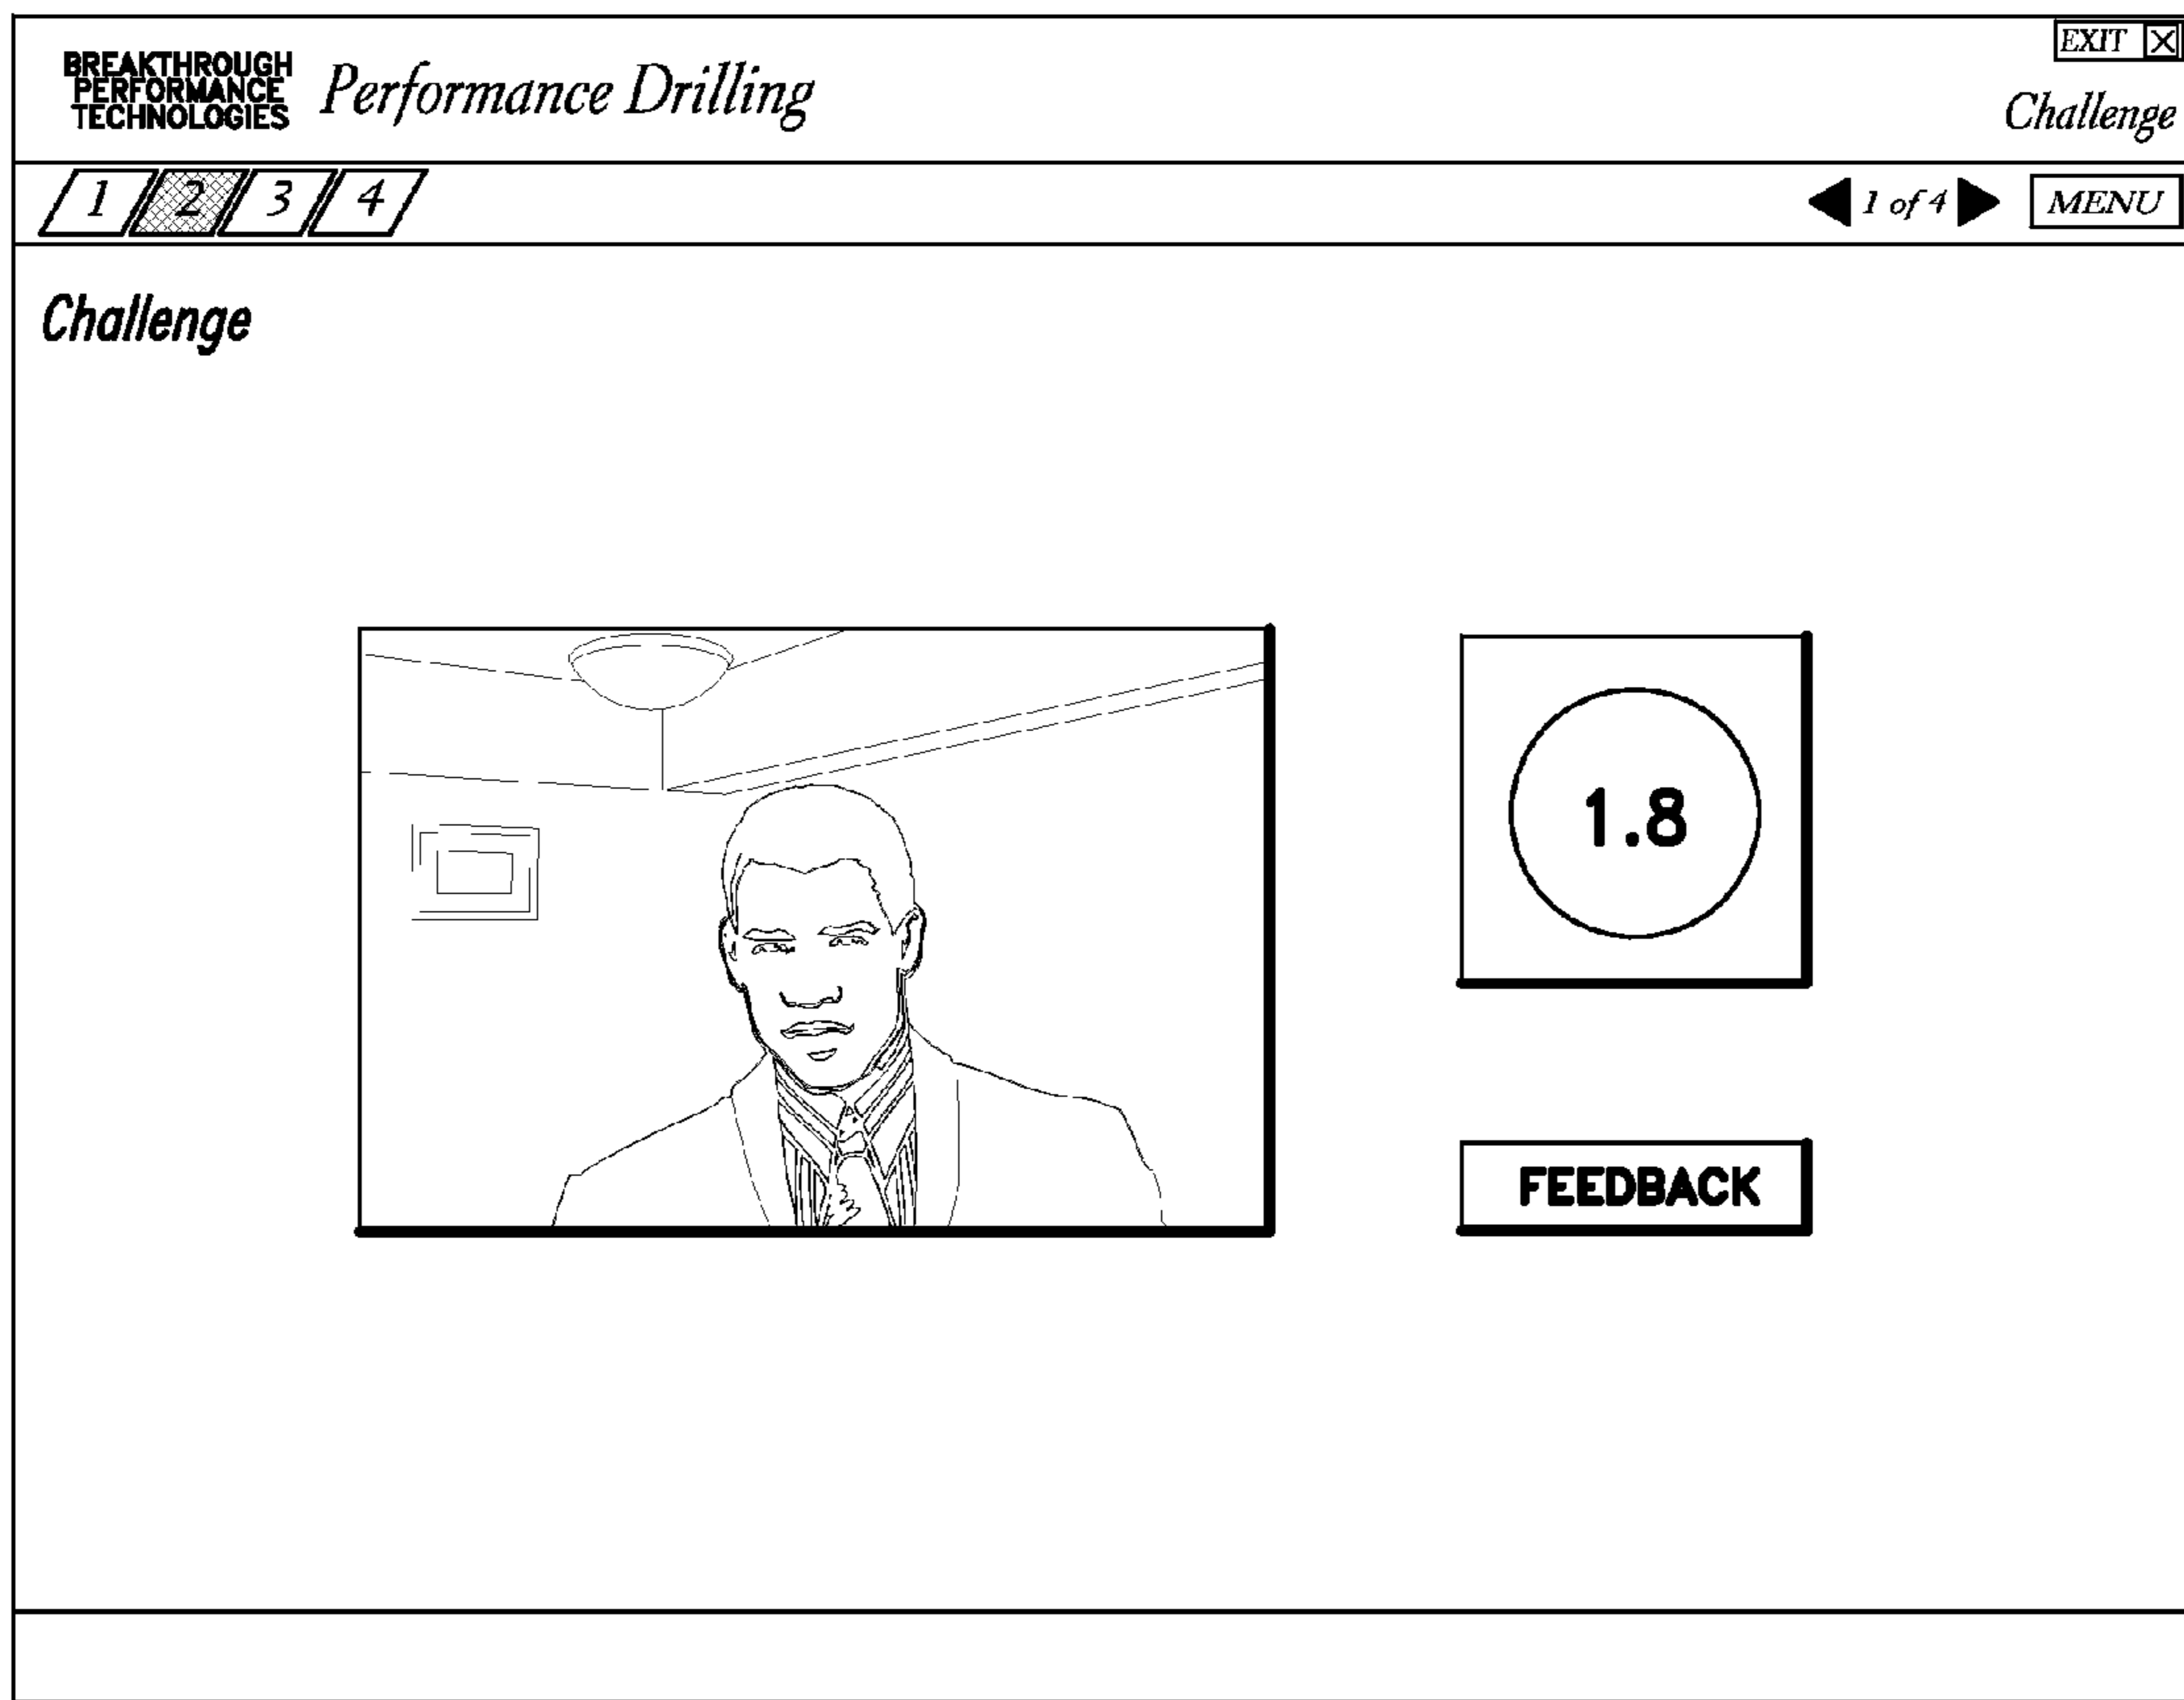 EXIT X
BREAKTHROUGH
PERFORMANCE
TECHNOLOGIES
Performance Drilling
Challenge
1 2 3 4
1 of 4
MENU
Challenge
1.8
FEEDBACK